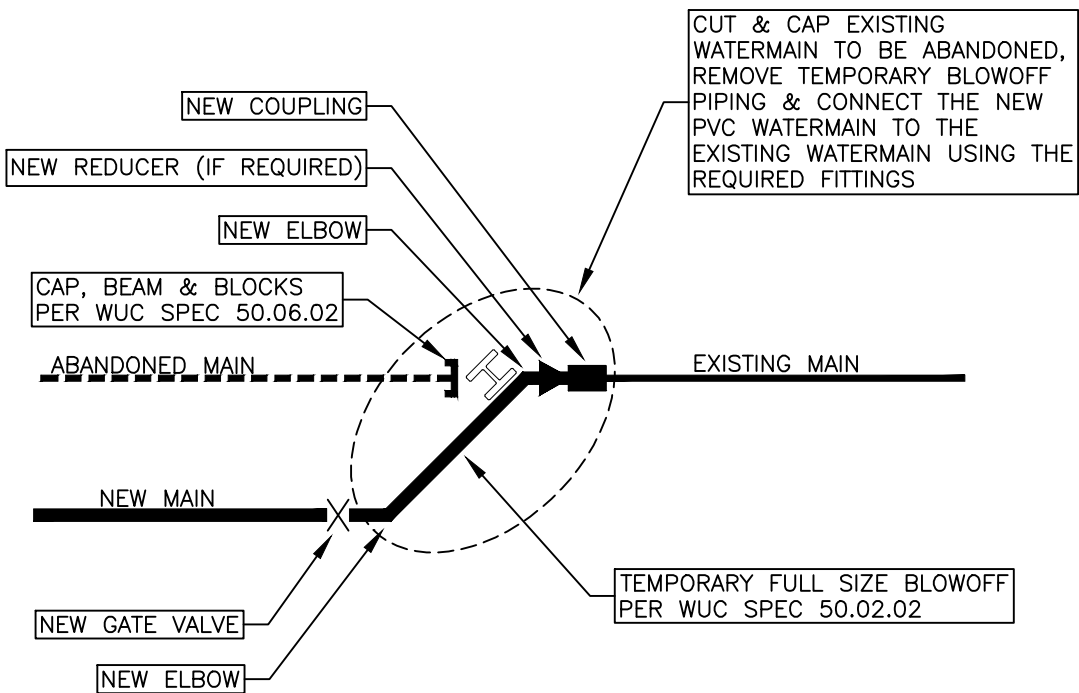 CUT & CAP EXISTING
WATERMAIN TO BE ABANDONED,
REMOVE TEMPORARY BLOWOFF
PIPING & CONNECT THE NEW
PVC WATERMAIN TO THE
EXISTING WATERMAIN USING THE
REQUIRED FITTINGS
NEW COUPLING
NEW REDUCER (IF REQUIRED)
NEW ELBOW
CAP, BEAM & BLOCKS
PER WUC SPEC 50.06.02
ABANDONED MAIN
EXISTING MAIN
NEW MAIN
TEMPORARY FULL SIZE BLOWOFF
PER WUC SPEC 50.02.02
NEW GATE VALVE
NEW ELBOW